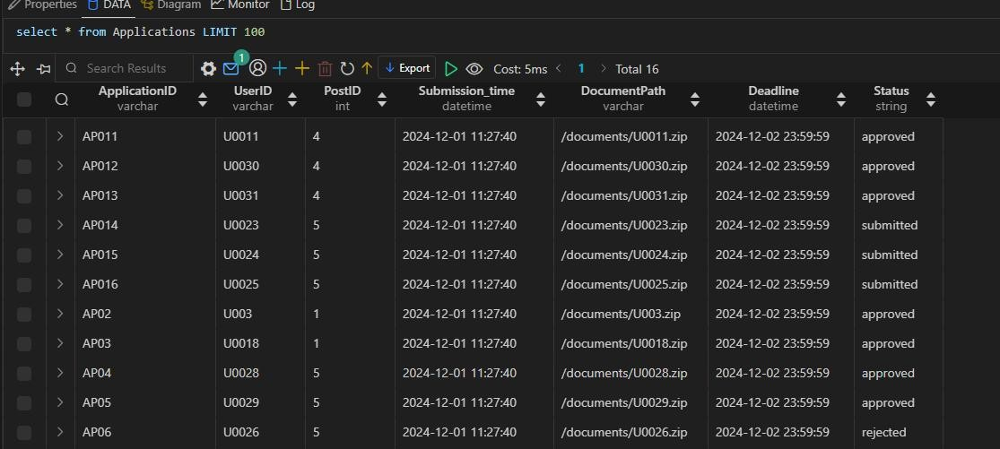 Properties DATA Diagram Monitor Log
select * from Applications LIMIT 100
Search Results 1 Export Cost: 5ms 1 Total 16
ApplicationID UserID PostID Submission_time DocumentPath Deadline Status
varchar varchar int datetime varchar datetime string
AP011 U0011 4 2024-12-01 11:27:40 /documents/U0011.zip 2024-12-02 23:59:59 approved
AP012 U0030 4 2024-12-01 11:27:40 /documents/U0030.zip 2024-12-02 23:59:59 approved
AP013 U0031 4 2024-12-01 11:27:40 /documents/U0031.zip 2024-12-02 23:59:59 approved
AP014 U0023 5 2024-12-01 11:27:40 /documents/U0023.zip 2024-12-02 23:59:59 submitted
AP015 U0024 5 2024-12-01 11:27:40 /documents/U0024.zip 2024-12-02 23:59:59 submitted
AP016 U0025 5 2024-12-01 11:27:40 /documents/U0025.zip 2024-12-02 23:59:59 submitted
AP02 U003 1 2024-12-01 11:27:40 /documents/U003.zip 2024-12-02 23:59:59 approved
AP03 U0018 1 2024-12-01 11:27:40 /documents/U0018.zip 2024-12-02 23:59:59 approved
AP04 U0028 5 2024-12-01 11:27:40 /documents/U0028.zip 2024-12-02 23:59:59 approved
AP05 U0029 5 2024-12-01 11:27:40 /documents/U0029.zip 2024-12-02 23:59:59 approved
AP06 U0026 5 2024-12-01 11:27:40 /documents/U0026.zip 2024-12-02 23:59:59 rejected